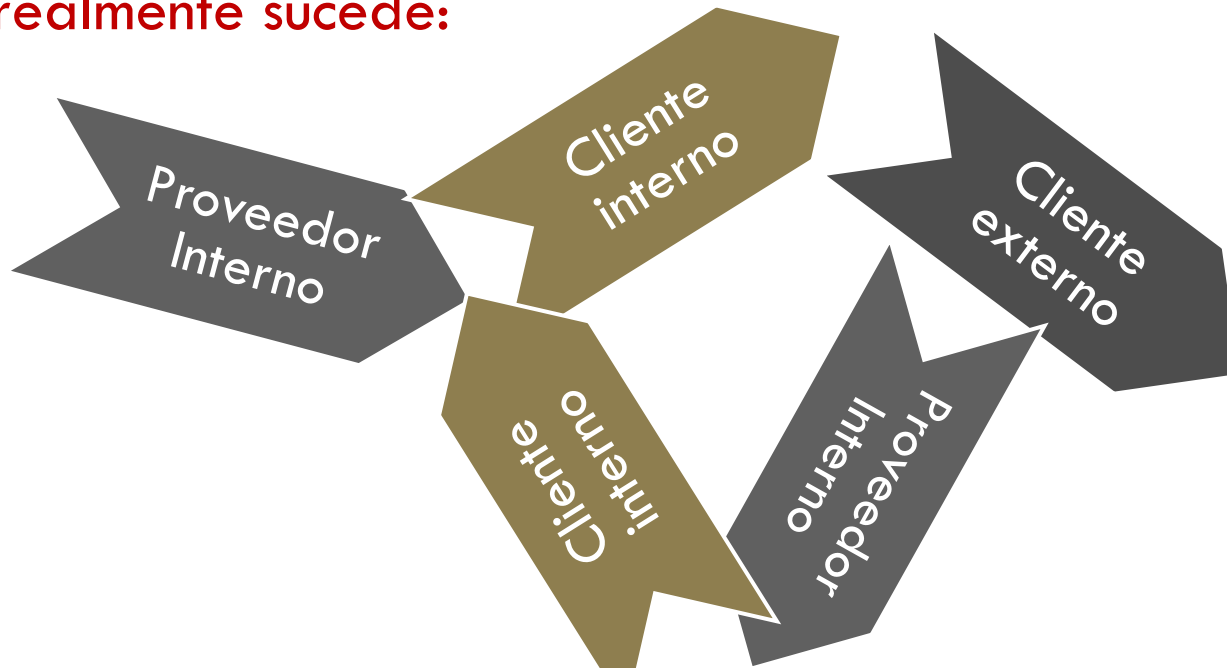 realmente sucede:
Proveedor
Interno
Cliente
interno
Cliente
externo
Cliente
interno
Proveedor
Interno